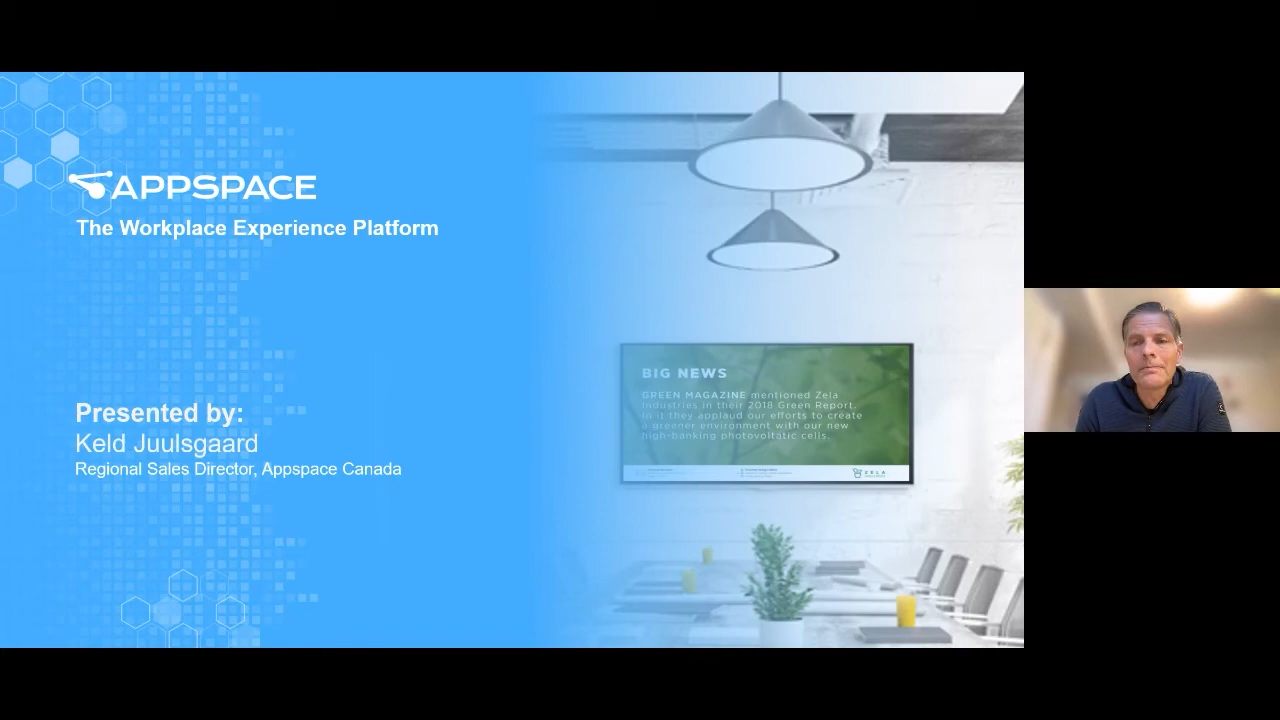 APPSPACE
The Workplace Experience Platform
Presented by:
Keld Juulsgaard
Regional Sales Director, Appspace Canada
BIG NEWS
GREEN MAGAZINE mentioned Zela
Industries in their 2018 Green Report.
In it they applaud our efforts to create
a greener environment with our new
high-banking photovoltatic cells.
ZELA